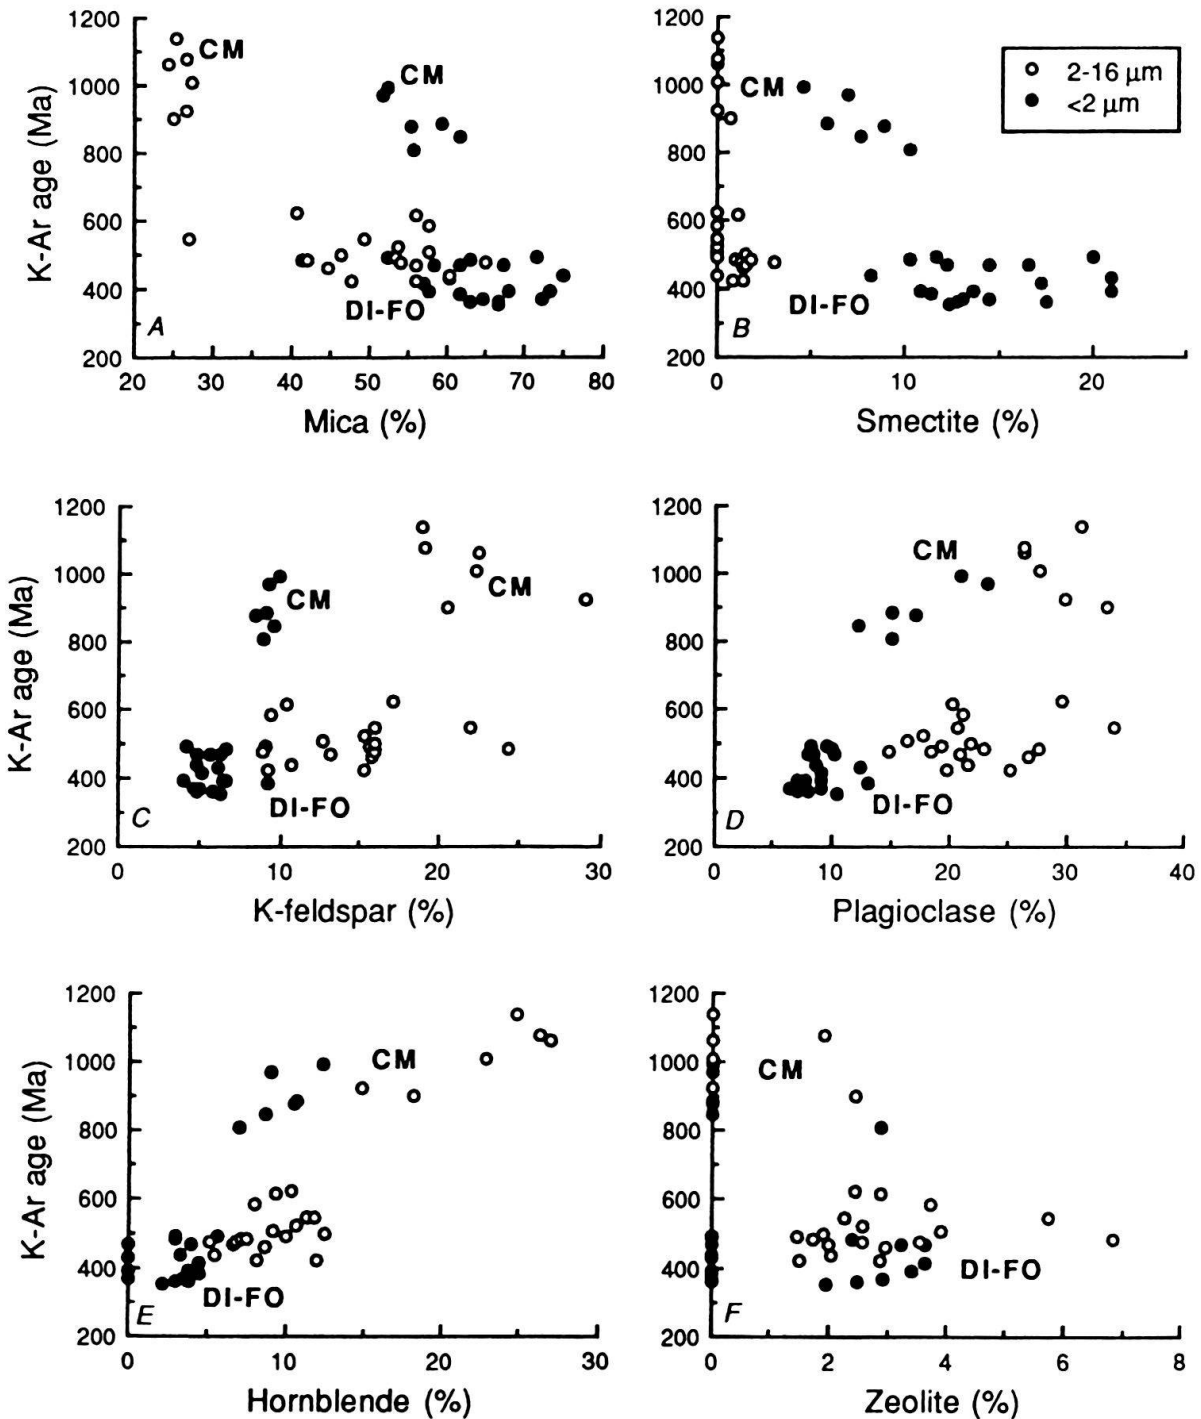 1200
1000
800
600
400
200
K-Ar age (Ma)
CM
CM
DI-FO
A
20 30 40 50 60 70 80
Mica (%)
1200
1000
800
600
400
200
2-16 µm
<2 µm
CM
DI-FO
B
0 10 20
Smectite (%)
1200
1000
800
600
400
200
K-Ar age (Ma)
CM
CM
DI-FO
C
0 10 20 30
K-feldspar (%)
1200
1000
800
600
400
200
CM
DI-FO
D
0 10 20 30 40
Plagioclase (%)
1200
1000
800
600
400
200
K-Ar age (Ma)
CM
DI-FO
E
0 10 20 30
Hornblende (%)
1200
1000
800
600
400
200
CM
DI-FO
F
0 2 4 6 8
Zeolite (%)